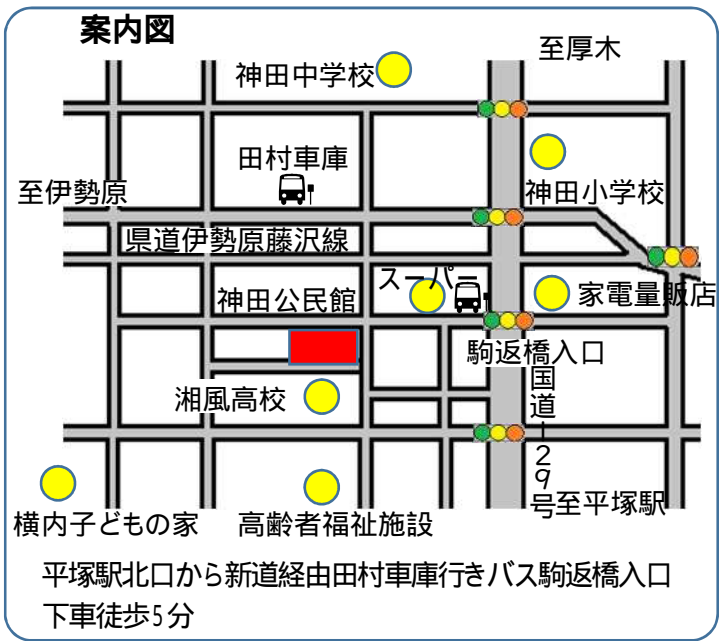 案内図
至厚木
神田中学校
田村車庫
至伊勢原
神田小学校
県道伊勢原藤沢線
スーパー
神田公民館
家電量販店
駒返橋入口
湘風高校
国道129号
至平塚駅
横内子どもの家
高齢者福祉施設
平塚駅北口から新道経由田村車庫行きバス駒返橋入口
下車徒歩5分